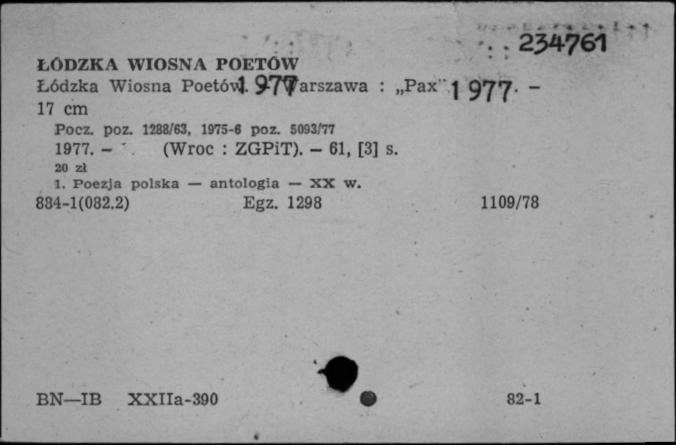 234761
ŁÓDZKA WIOSNA POETÓW
Łódzka Wiosna Poetów. 1977 Warszawa : „Pax” 1977. –
17 cm
Pocz. poz. 1288/63, 1975-6 poz. 5093/77
1977. – (Wroc : ZGPiT). – 61, [3] s.
20 zł
1. Poezja polska — antologia — XX w.
884-1(082.2) Egz. 1298 1109/78
BN—IB XXIIa-390 82-1